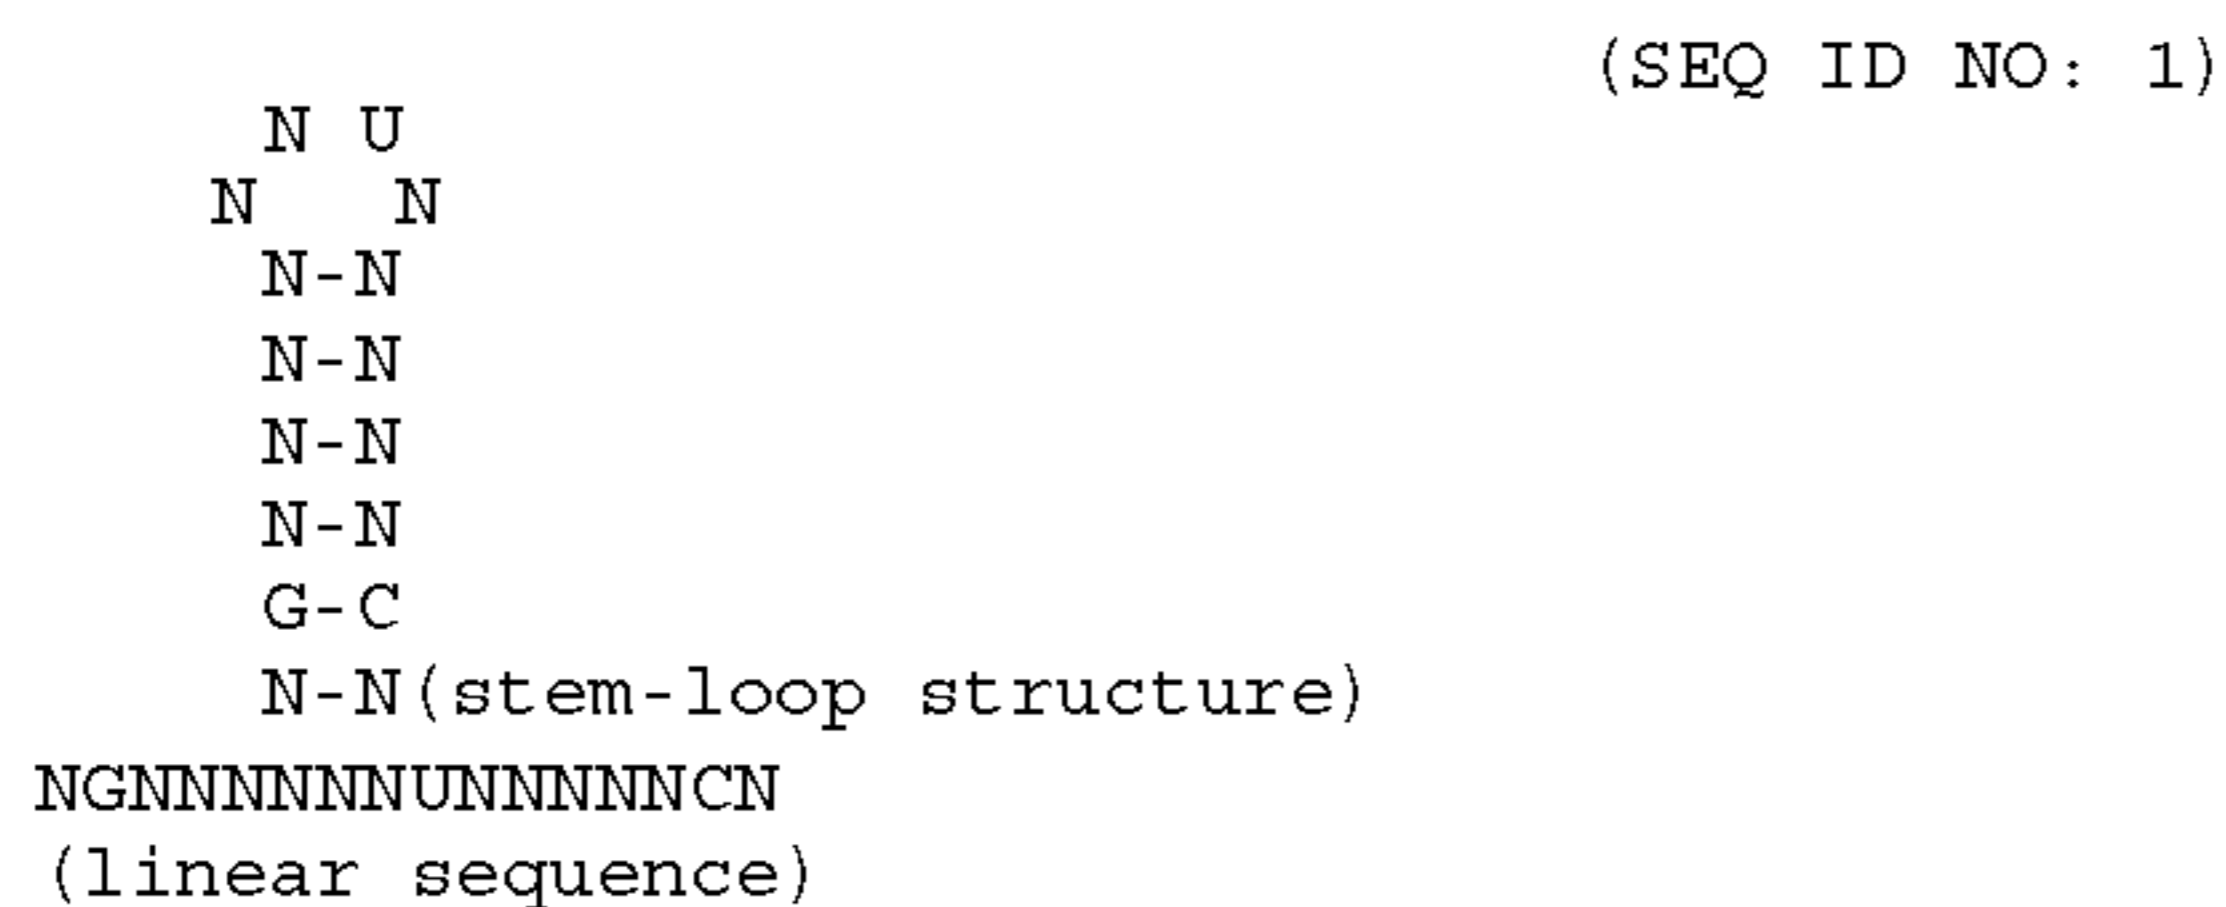 (SEQ ID NO: 1)
N U
N N
N-N
N-N
N-N
N-N
G-C
N-N(stem-loop structure)
NGNNNNNNUNNNNNCN
(linear sequence)